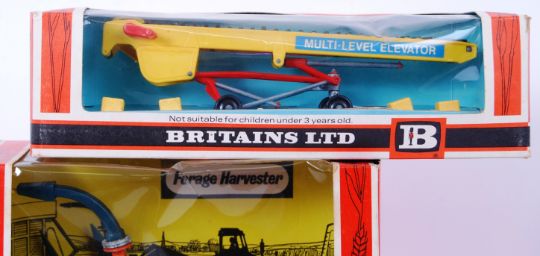 MULTI-LEVEL ELEVATOR
Not suitable for children under 3 years old.
BRITAINS LTD
B
Forage Harvester